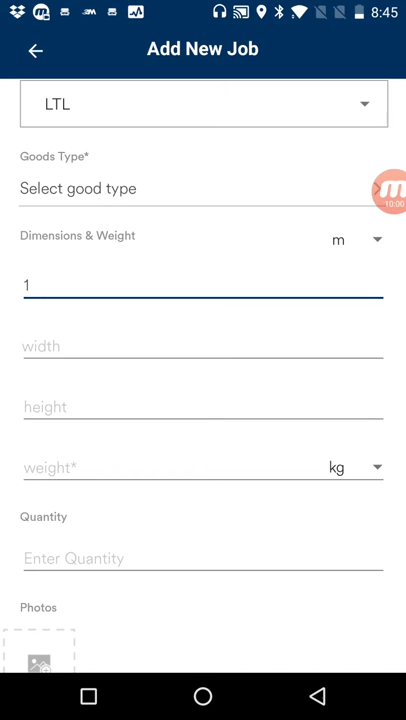 8:45
Add New Job
LTL
Goods Type*
Select good type
10:00
Dimensions & Weight
m
1
width
height
weight*
kg
Quantity
Enter Quantity
Photos